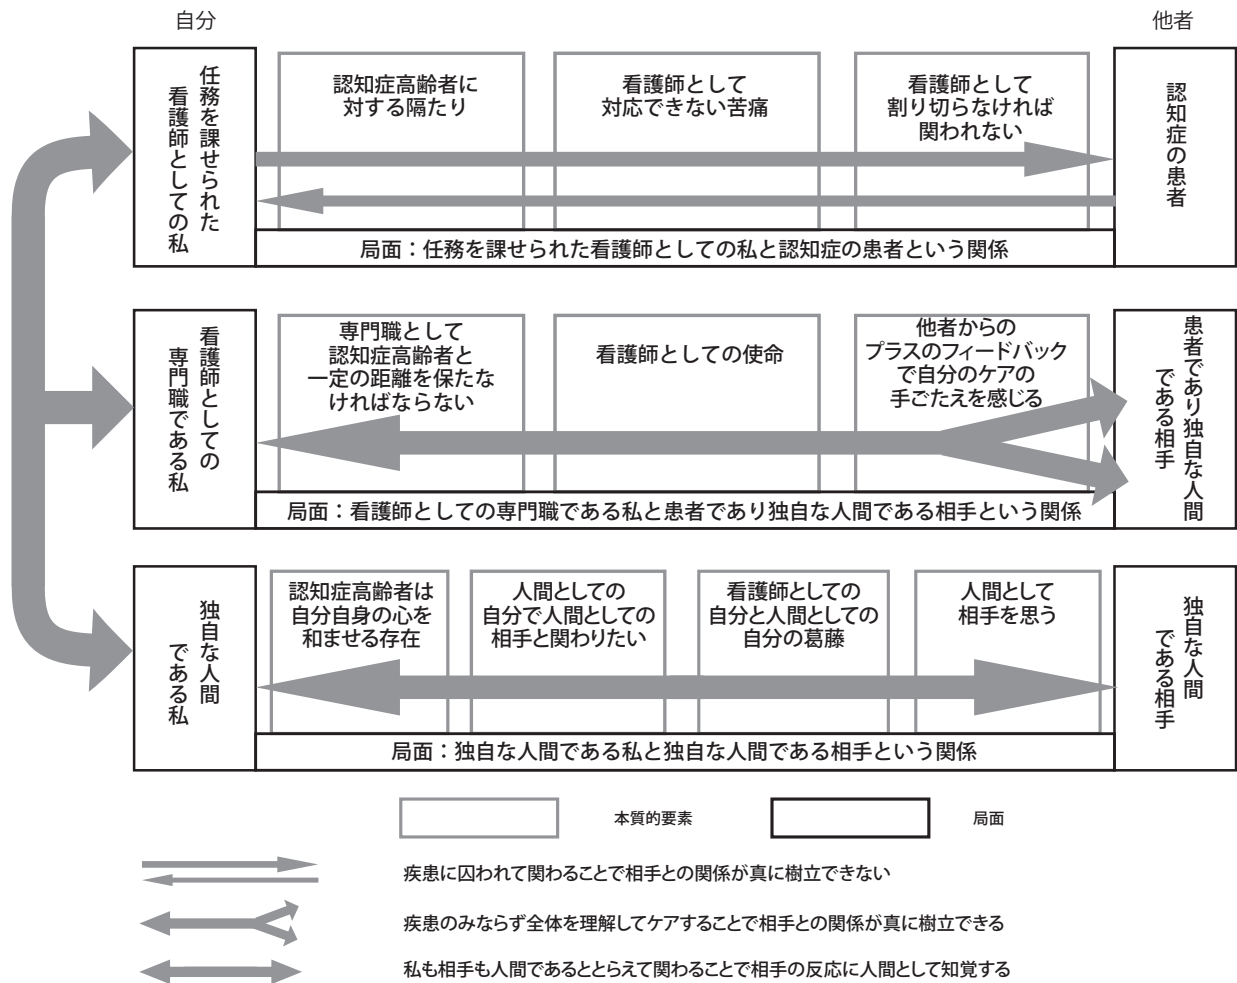 自分
他者
任務を課せられた
看護師としての私
認知症高齢者に
対する隔たり
看護師として
対応できない苦痛
看護師として
割り切らなければ
関われない
認知症の患者
局面：任務を課せられた看護師としての私と認知症の患者という関係
看護師としての
専門職である私
専門職として
認知症高齢者と
一定の距離を保たな
ければならない
看護師としての使命
他者からの
プラスのフィードバック
で自分のケアの
手ごたえを感じる
患者であり独自な人間
である相手
局面：看護師としての専門職である私と患者であり独自な人間である相手という関係
独自な人間
である私
認知症高齢者は
自分自身の心を
和ませる存在
人間としての
自分で人間としての
相手と関わりたい
看護師としての
自分と人間としての
自分の葛藤
人間として
相手を思う
独自な人間
である相手
局面：独自な人間である私と独自な人間である相手という関係
本質的要素
局面
疾患に囚われて関わることで相手との関係が真に樹立できない
疾患のみならず全体を理解してケアすることで相手との関係が真に樹立できる
私も相手も人間であるととらえて関わることで相手の反応に人間として知覚する